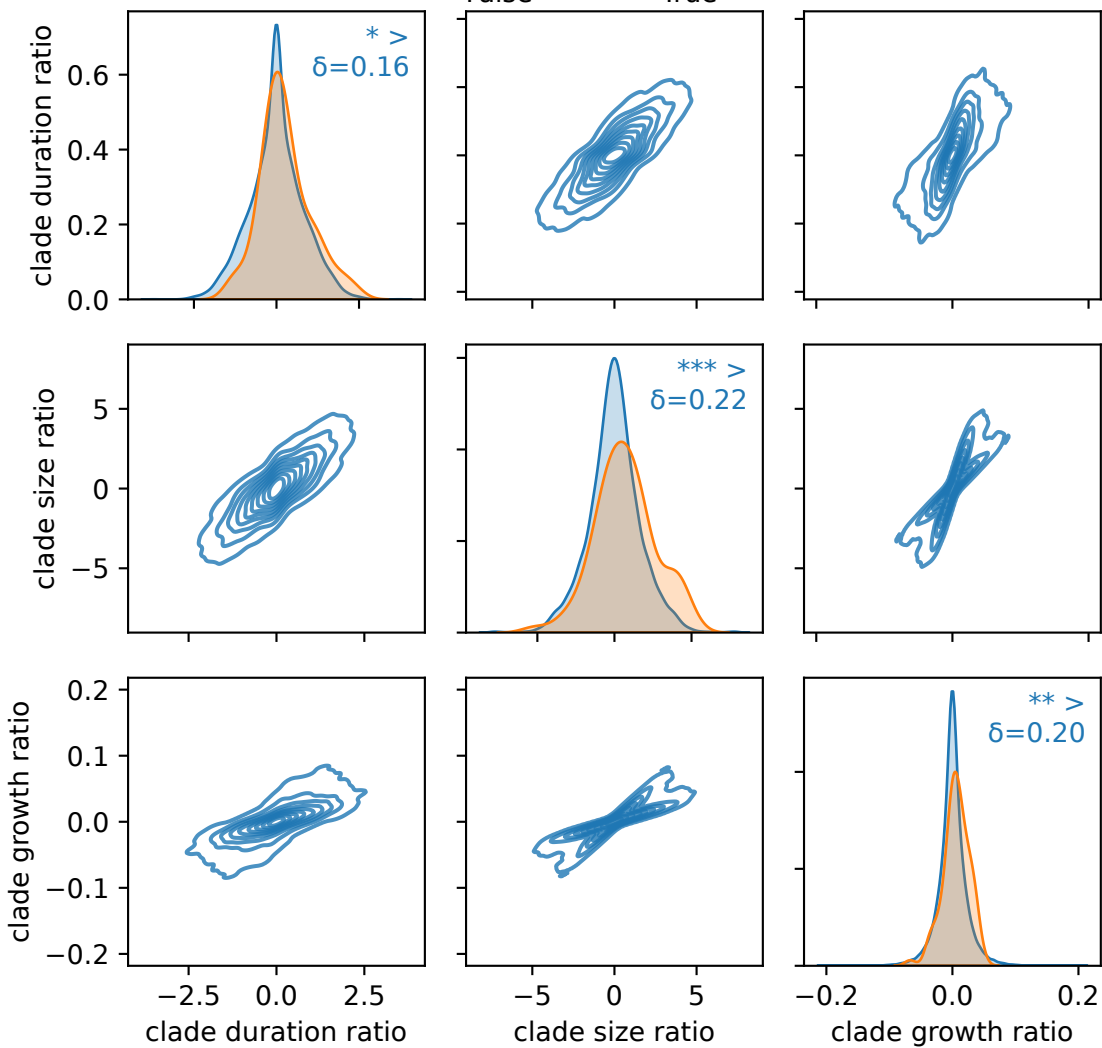 False True
clade duration ratio
0.6
0.4
0.2
0.0
* >
δ=0.16
clade size ratio
5
0
−5
*** >
δ=0.22
clade growth ratio
0.2
0.1
0.0
−0.1
−0.2
** >
δ=0.20
−2.5 0.0 2.5
−5 0 5
−0.2 0.0 0.2
clade duration ratio
clade size ratio
clade growth ratio